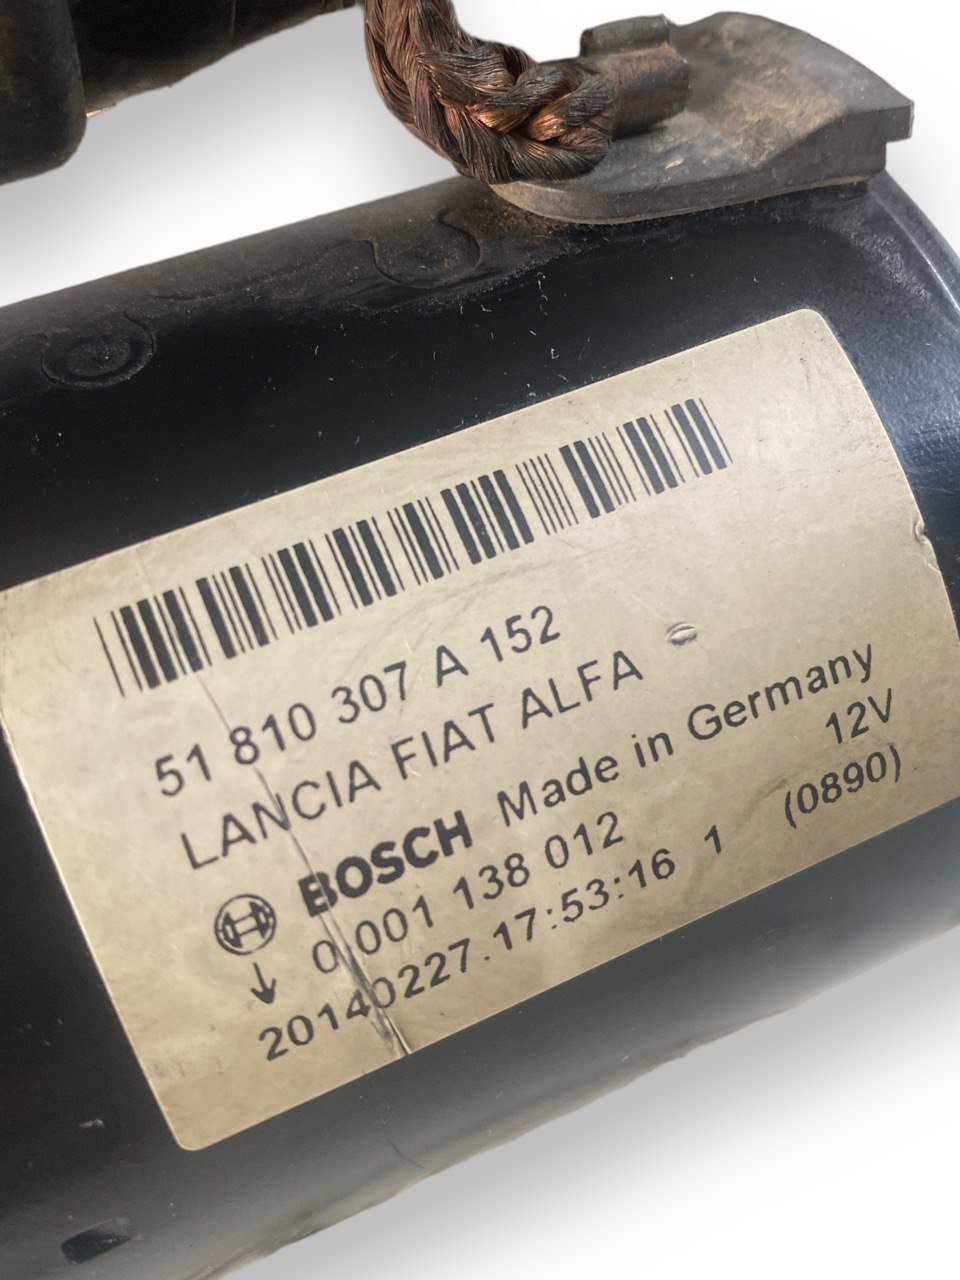 51 810 307 A 152
LANCIA FIAT ALFA
BOSCH Made in Germany
0 001 138 012 12V
20140227.17:53:16 1 (0890)